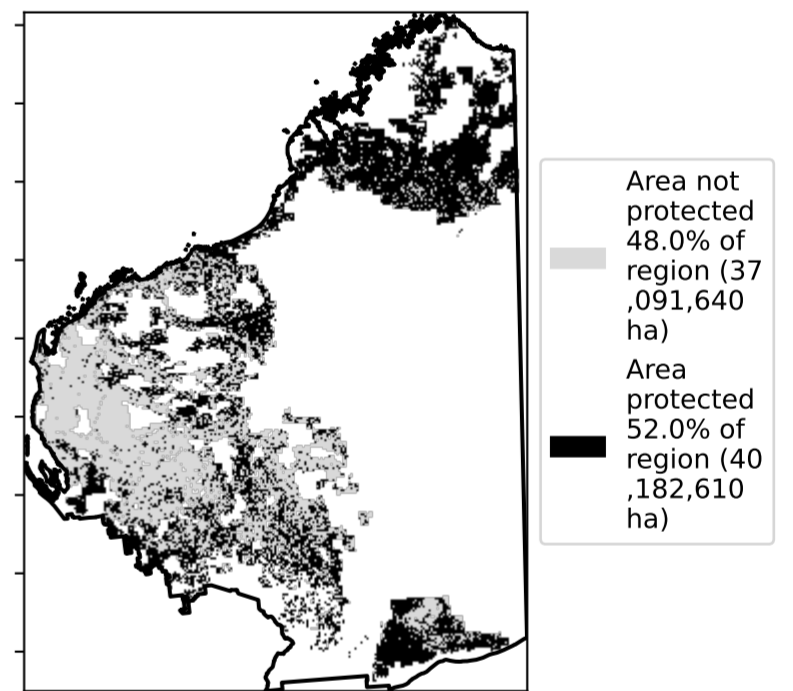 Area not
protected
48.0% of
region (37
,091,640
ha)
Area
protected
52.0% of
region (40
,182,610
ha)